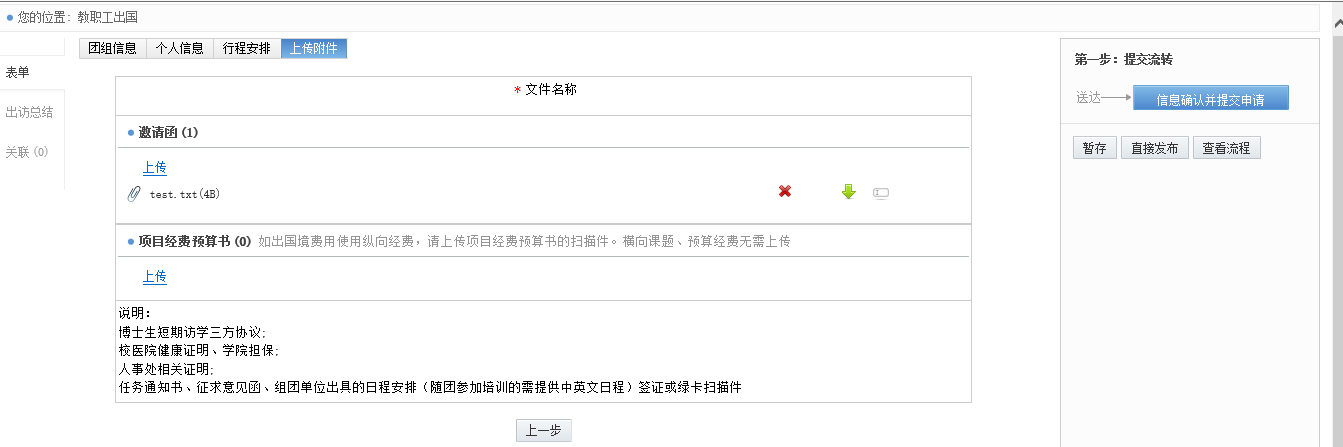 您的位置：教职工出国
团组信息 个人信息 行程安排 上传附件
表单
出访总结
关联 (0)
* 文件名称
邀请函 (1)
上传
test.txt(4B)
项目经费预算书 (0) 如出国境费用使用纵向经费，请上传项目经费预算书的扫描件。横向课题、预算经费无需上传
上传
说明：
博士生短期访学三方协议；
校医院健康证明、学院担保；
人事处相关证明；
任务通知书、征求意见函、组团单位出具的日程安排（随团参加培训的需提供中英文日程）签证或绿卡扫描件
上一步
第一步：提交流转
送达 信息确认并提交申请
暂存 直接发布 查看流程